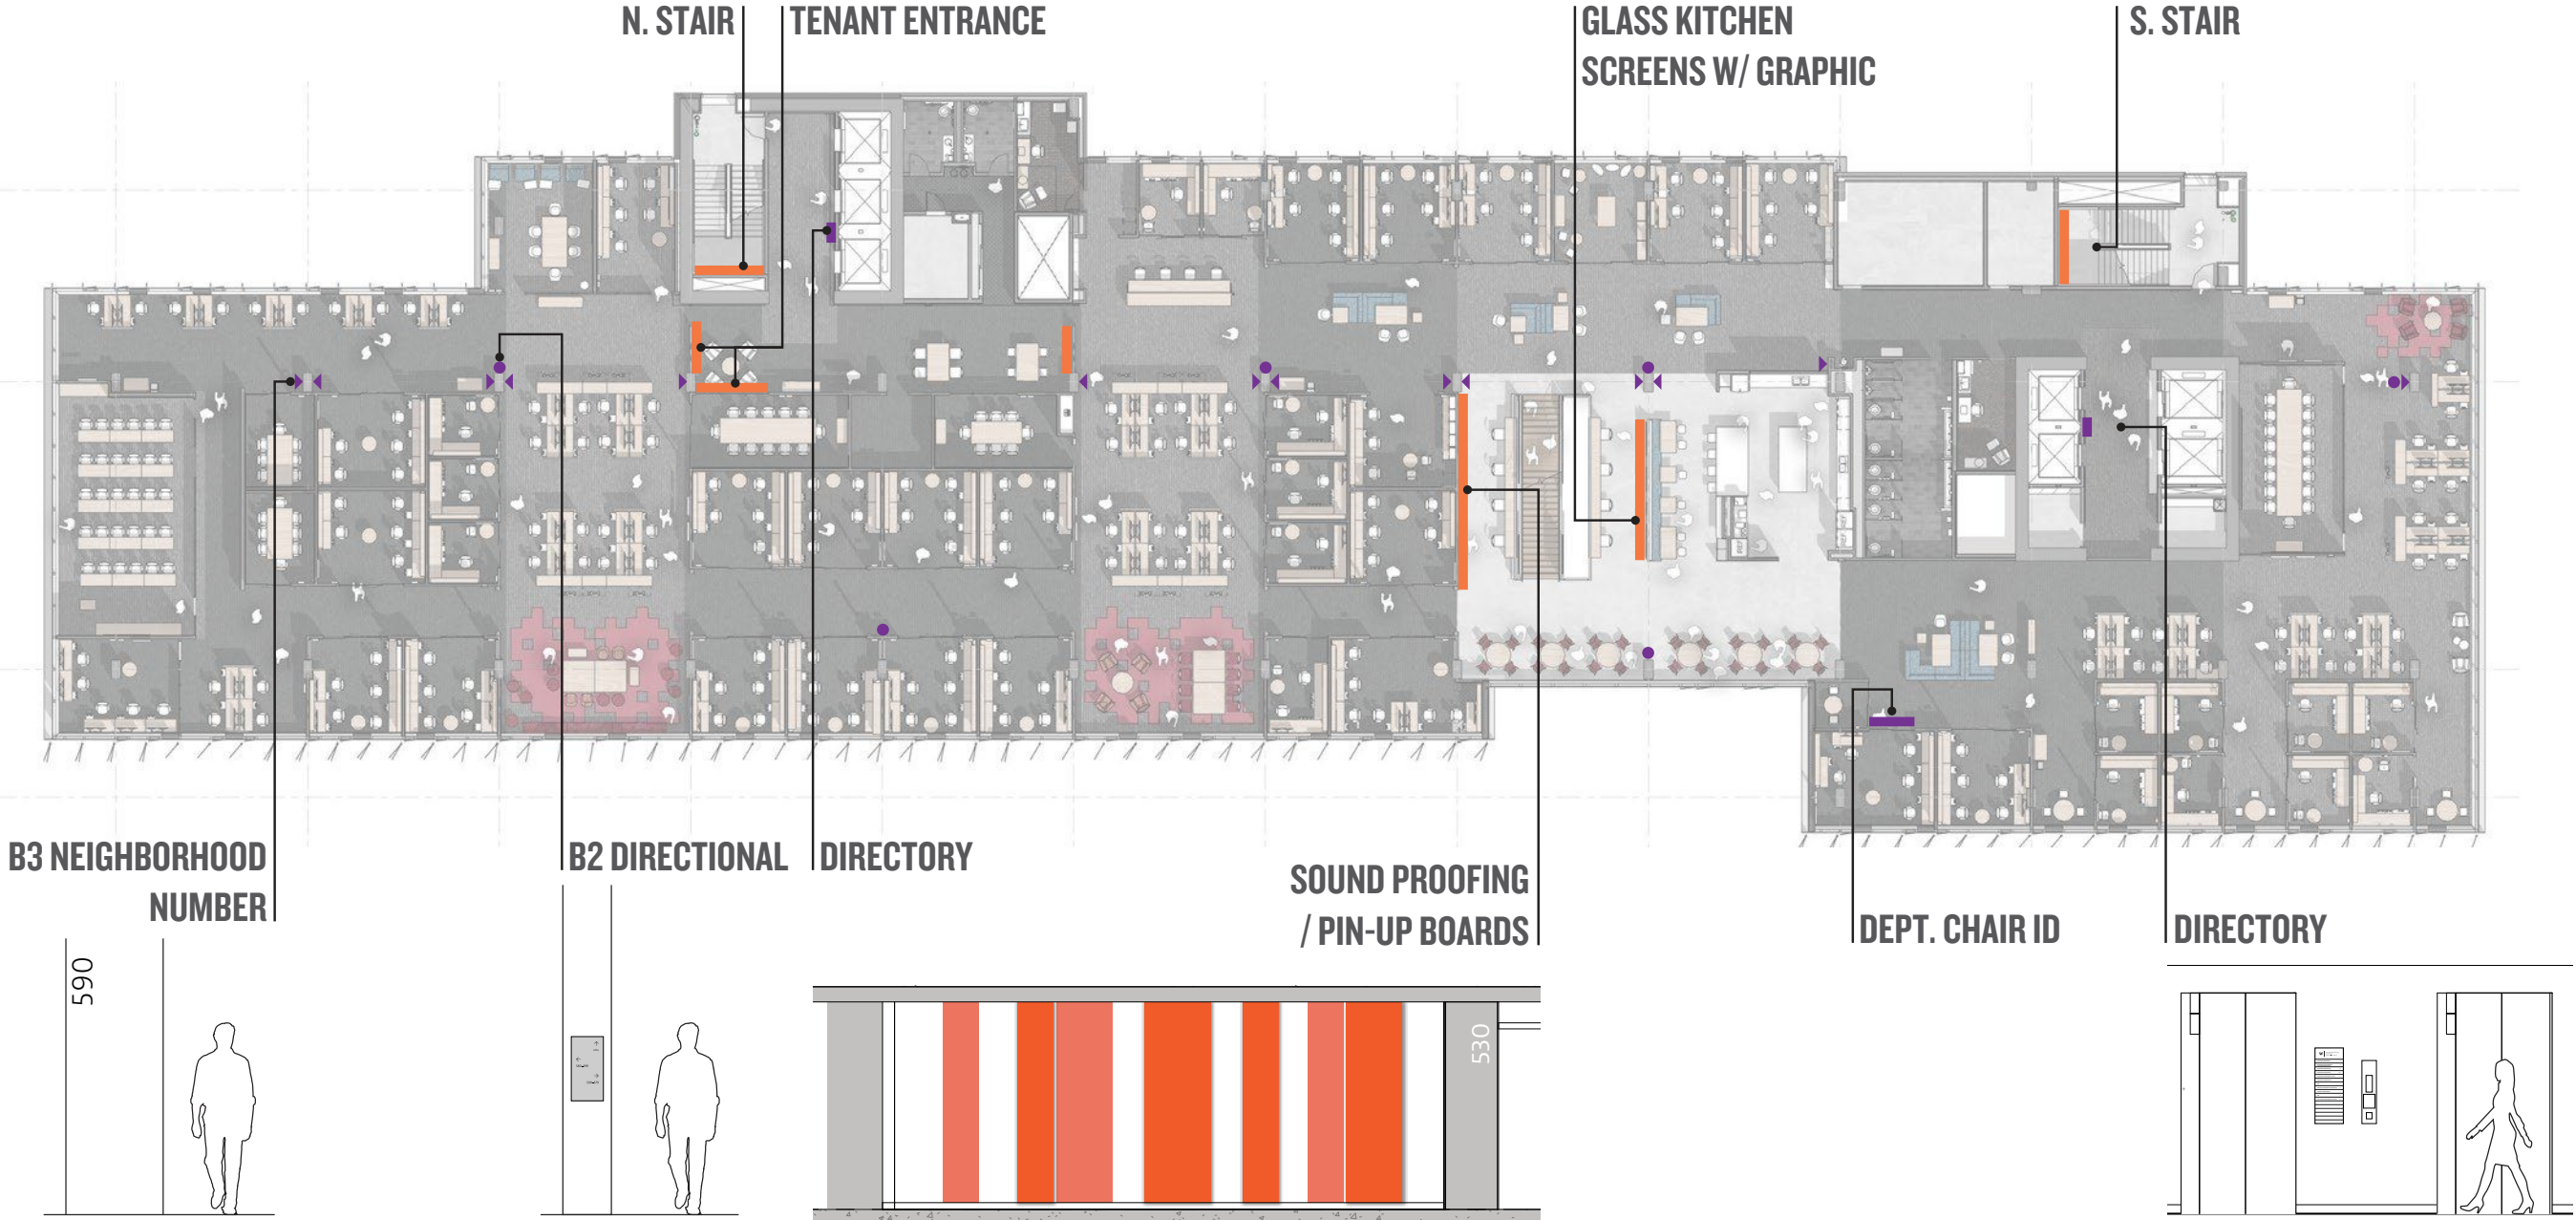 N. STAIR
TENANT ENTRANCE
GLASS KITCHEN
SCREENS W/ GRAPHIC
S. STAIR
B3 NEIGHBORHOOD
NUMBER
B2 DIRECTIONAL
DIRECTORY
SOUND PROOFING
/ PIN-UP BOARDS
DEPT. CHAIR ID
DIRECTORY
590
530